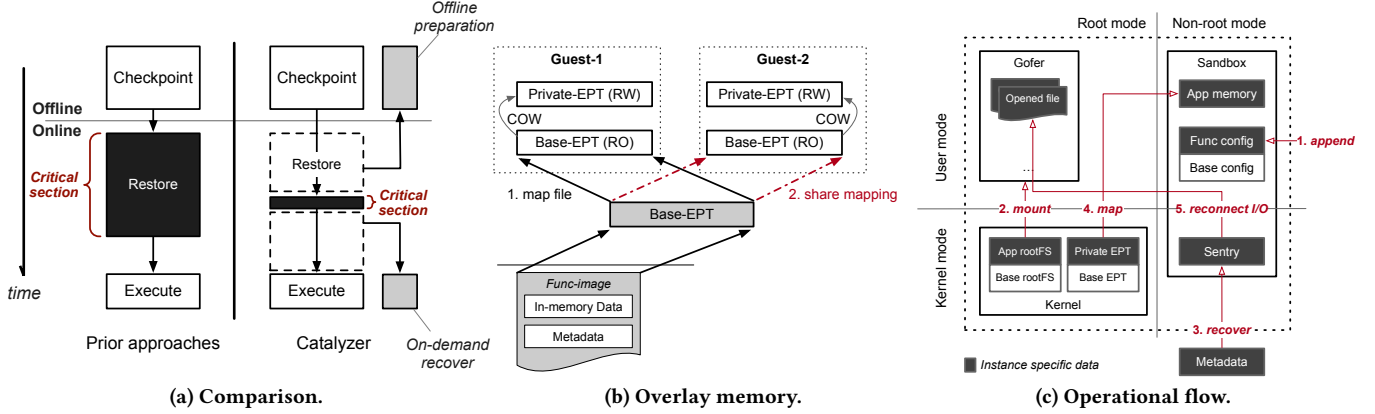 Offline
preparation
Checkpoint
Checkpoint
Offline
Online
Critical
section
Restore
Restore
Critical
section
time
Execute
Execute
Prior approaches
Catalyzer
On-demand
recover
(a) Comparison.
Guest-1
Guest-2
Private-EPT (RW)
Private-EPT (RW)
COW
COW
Base-EPT (RO)
Base-EPT (RO)
1. map file
2. share mapping
Base-EPT
Func-image
In-memory Data
Metadata
(b) Overlay memory.
Root mode
Non-root mode
User mode
Kernel mode
Gofer
Opened file
...
Sandbox
App memory
Func config
Base config
1. append
2. mount
4. map
5. reconnect I/O
App rootFS
Base rootFS
Private EPT
Base EPT
Kernel
Sentry
3. recover
Metadata
Instance specific data
(c) Operational flow.